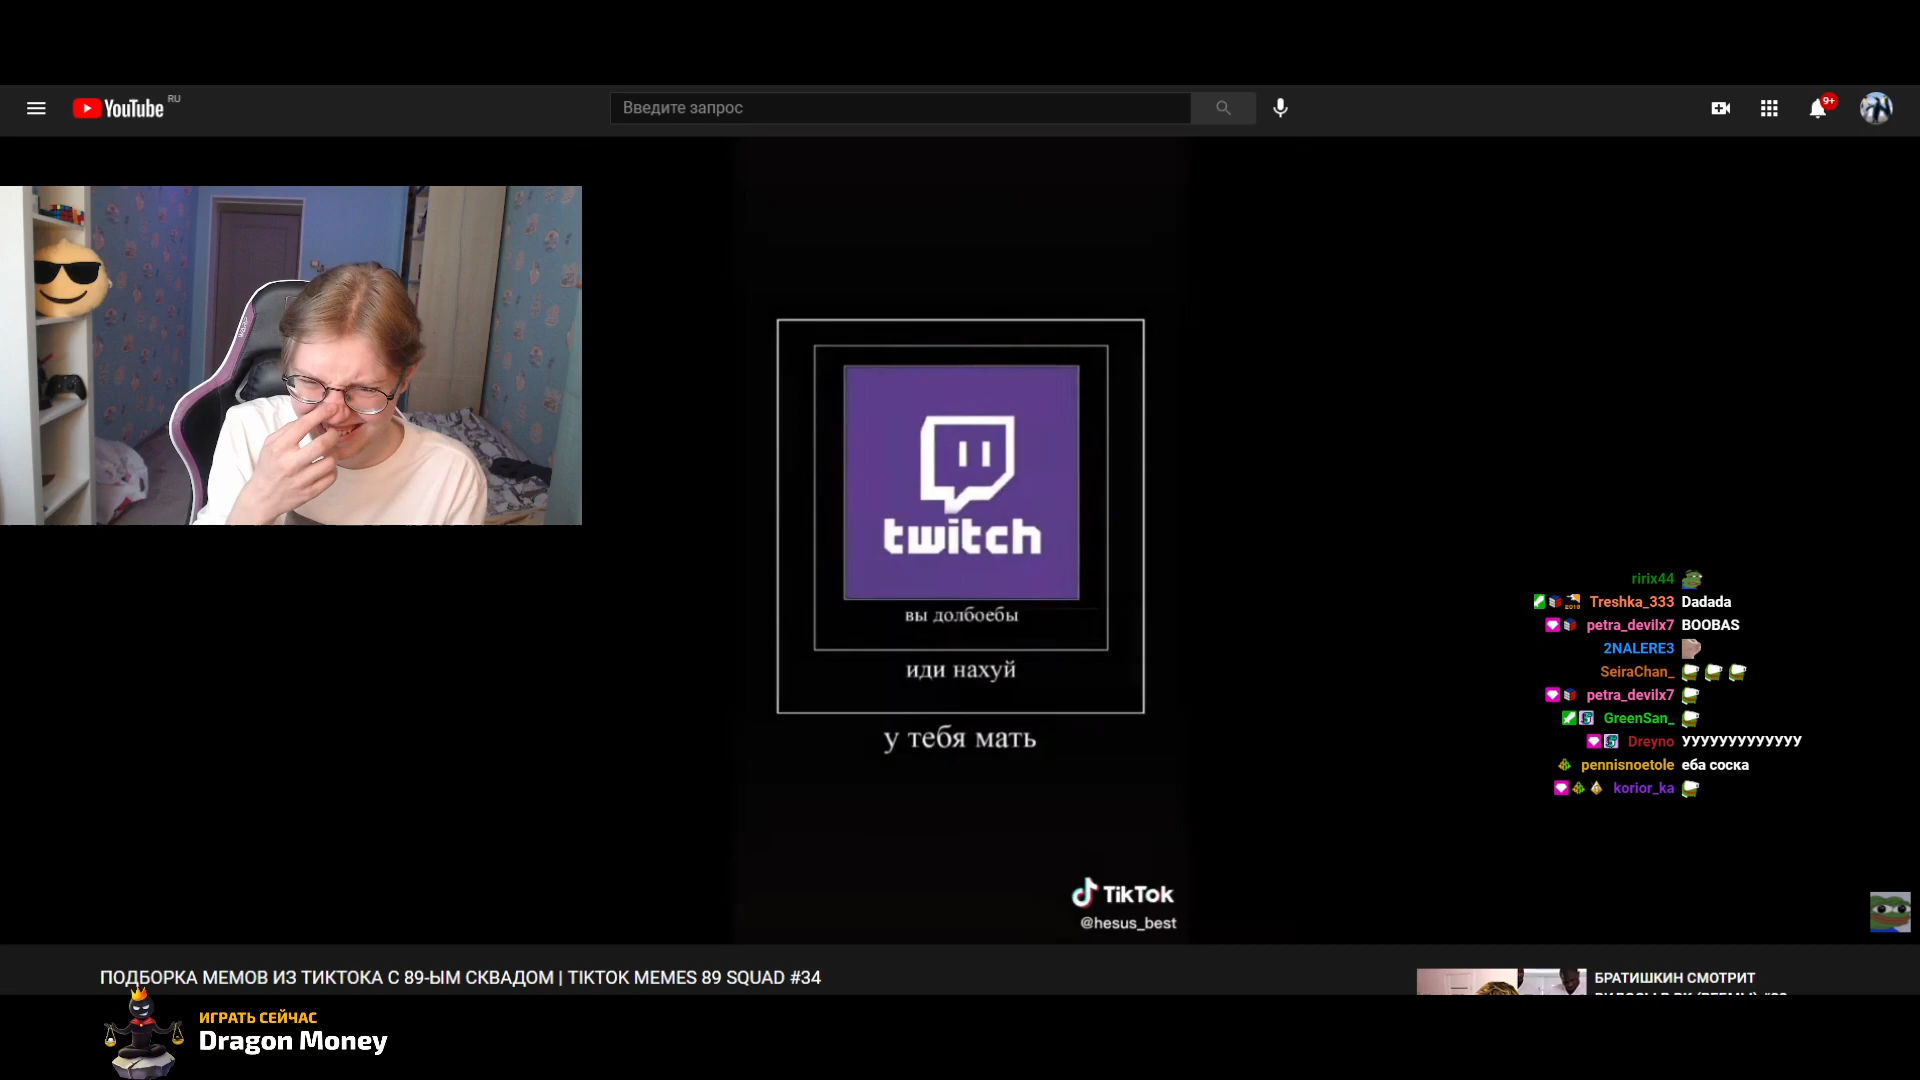 YouTube RU
Введите запрос
9+
twitch
вы долбоебы
иди нахуй
у тебя мать
TikTok
@hesus_best
ririx44
Treshka_333 Dadada
petra_devilx7 BOOBAS
2NALERE3
SeiraChan_
petra_devilx7
GreenSan_
Dreyno УУУУУУУУУУУУУ
pennisnoetole еба соска
korior_ka
ПОДБОРКА МЕМОВ ИЗ ТИКТОКА С 89-ЫМ СКВАДОМ | TIKTOK MEMES 89 SQUAD #34
БРАТИШКИН СМОТРИТ
ИГРАТЬ СЕЙЧАС
Dragon Money